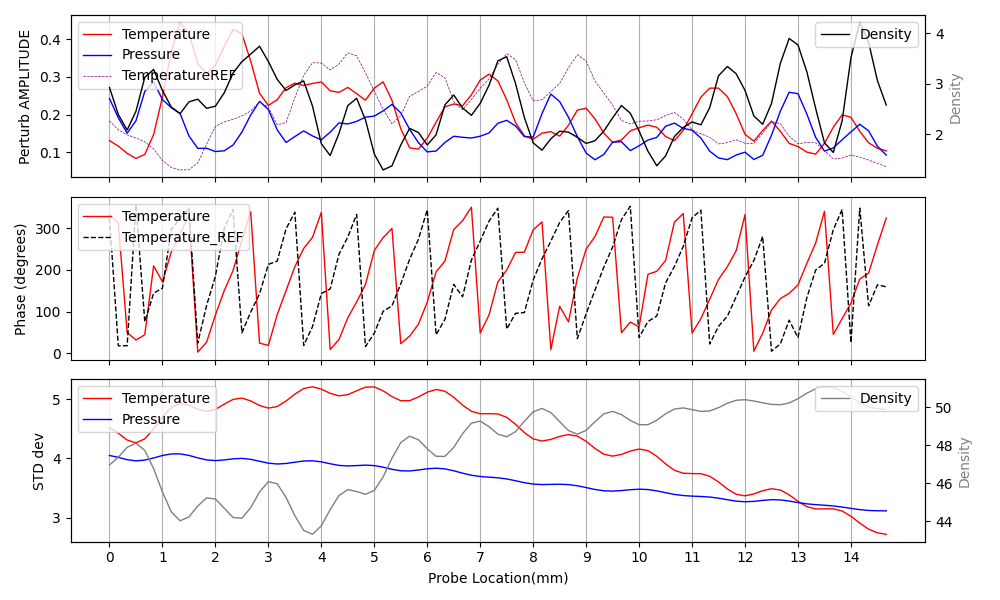 Temperature
Pressure
TemperatureREF
Density
0.4
0.3
0.2
0.1
Perturb AMPLITUDE
4
3
2
Density
Temperature
Temperature_REF
300
200
100
0
Phase (degrees)
Temperature
Pressure
Density
5
4
3
STD dev
50
48
46
44
Density
0 1 2 3 4 5 6 7 8 9 10 11 12 13 14
Probe Location(mm)